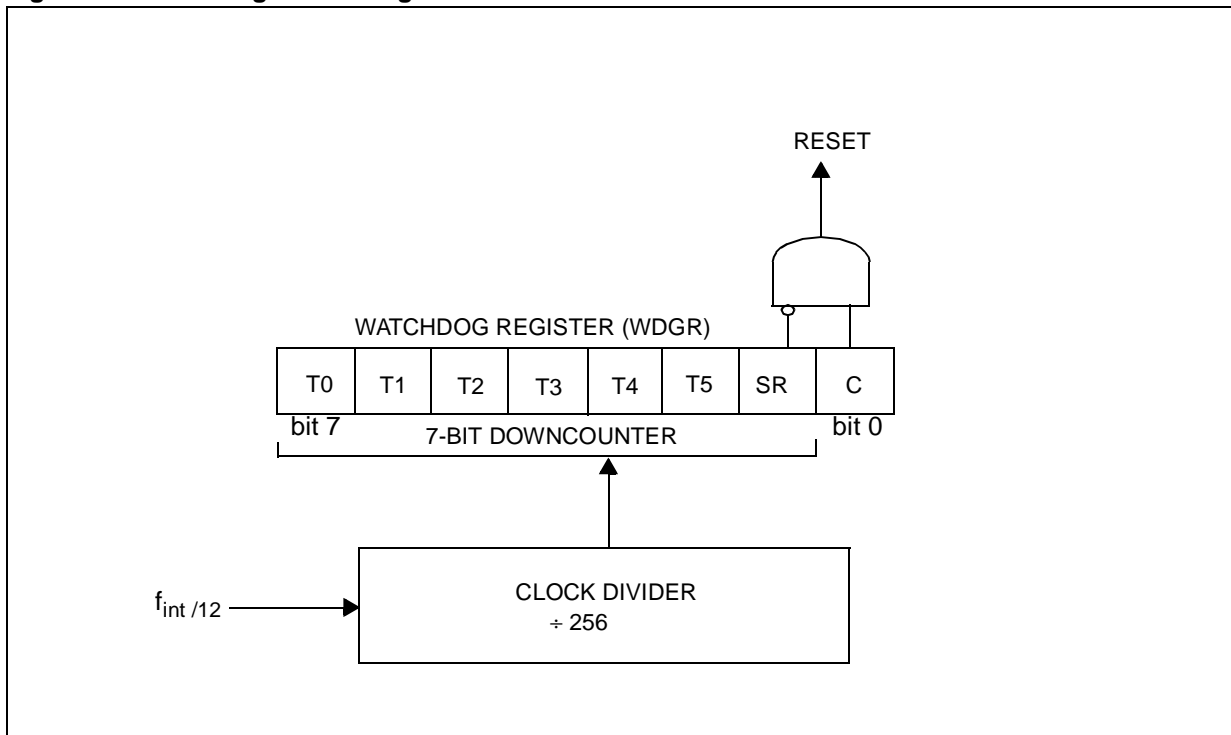 RESET
WATCHDOG REGISTER (WDGR)
T0 T1 T2 T3 T4 T5 SR C
bit 7 7-BIT DOWNCOUNTER bit 0
fint /12
CLOCK DIVIDER
÷ 256